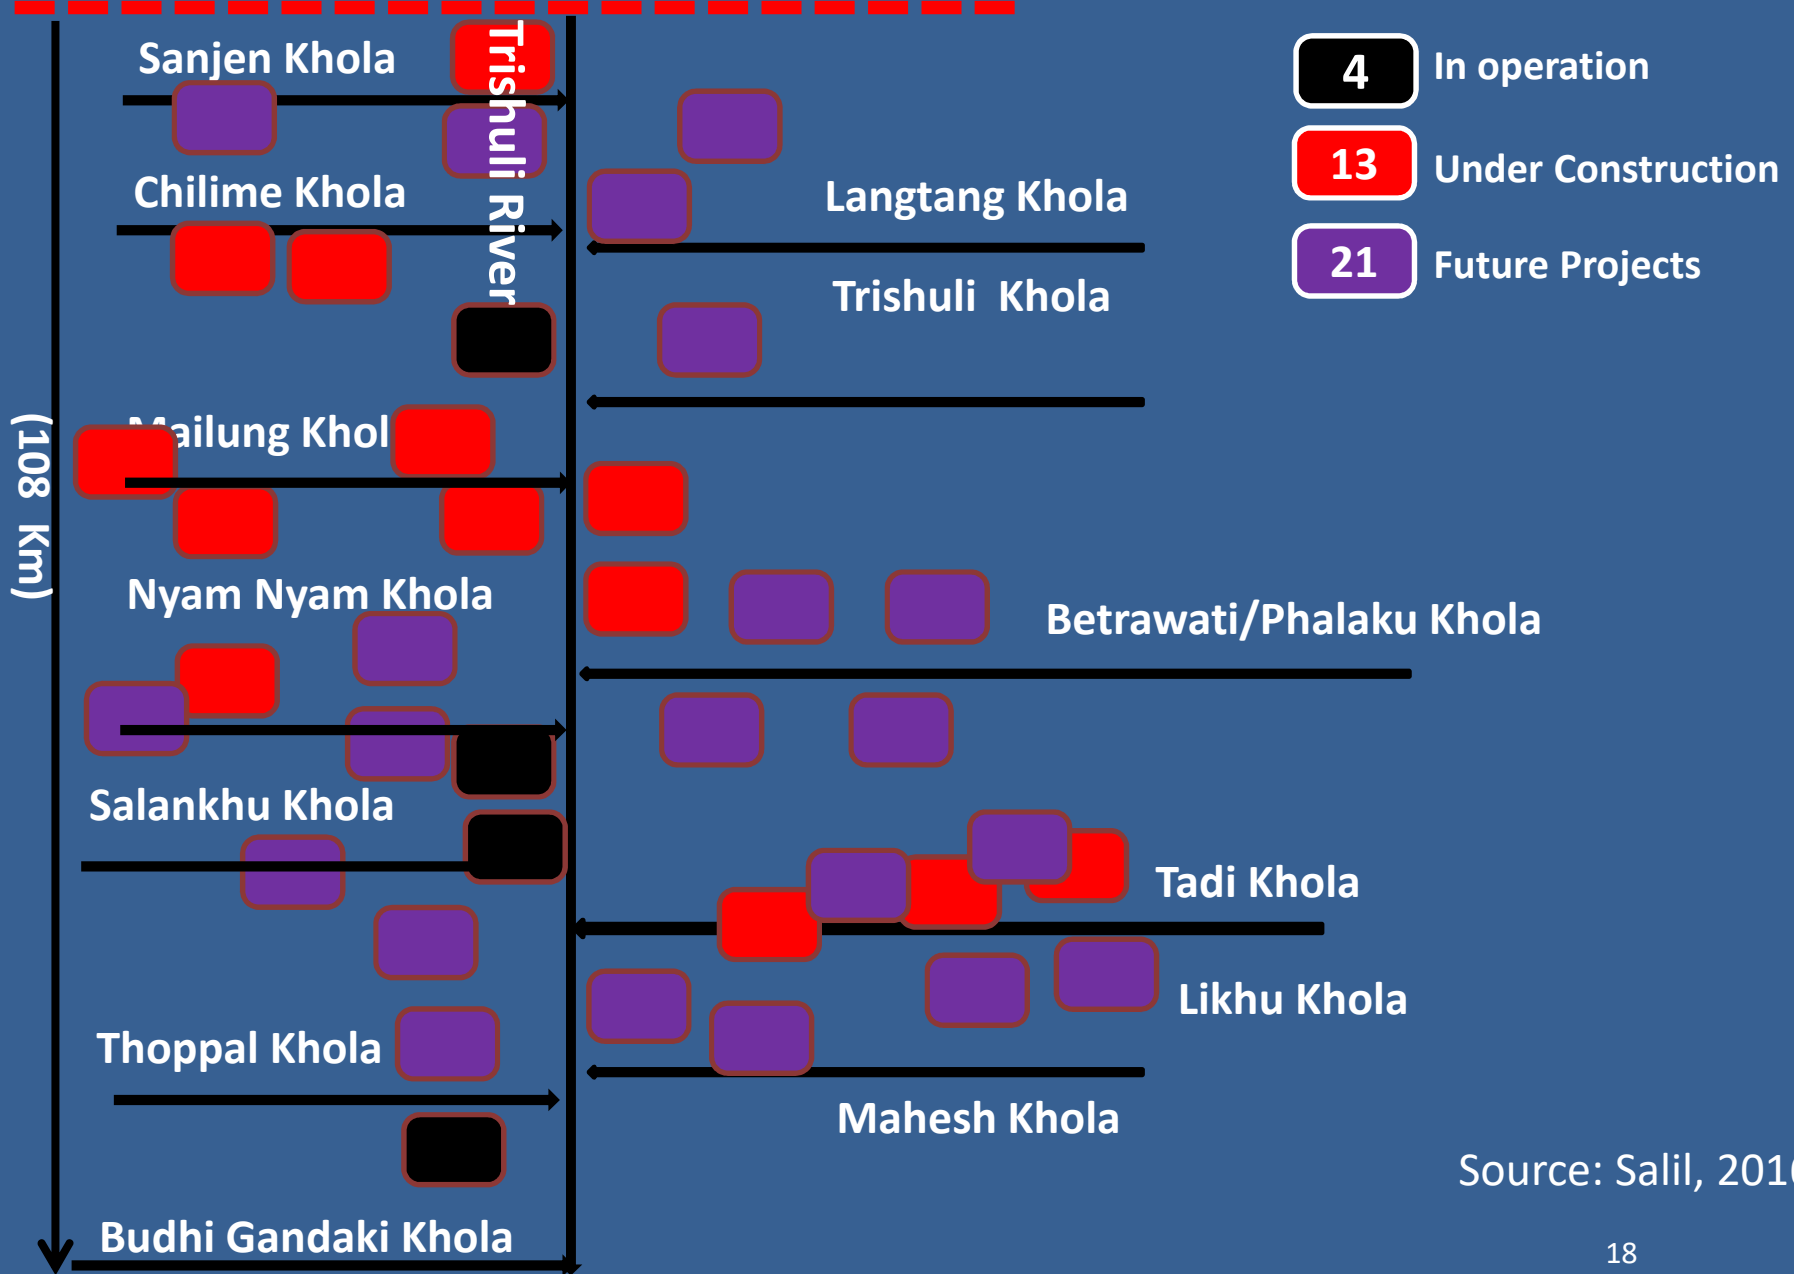 Sanjen Khola
Trishuli River
4 In operation
13 Under Construction
21 Future Projects
Chilime Khola
Langtang Khola
Trishuli Khola
(108 Km)
Mailung Khol
Nyam Nyam Khola
Betrawati/Phalaku Khola
Salankhu Khola
Tadi Khola
Likhu Khola
Thoppal Khola
Mahesh Khola
Source: Salil, 201
Budhi Gandaki Khola
18